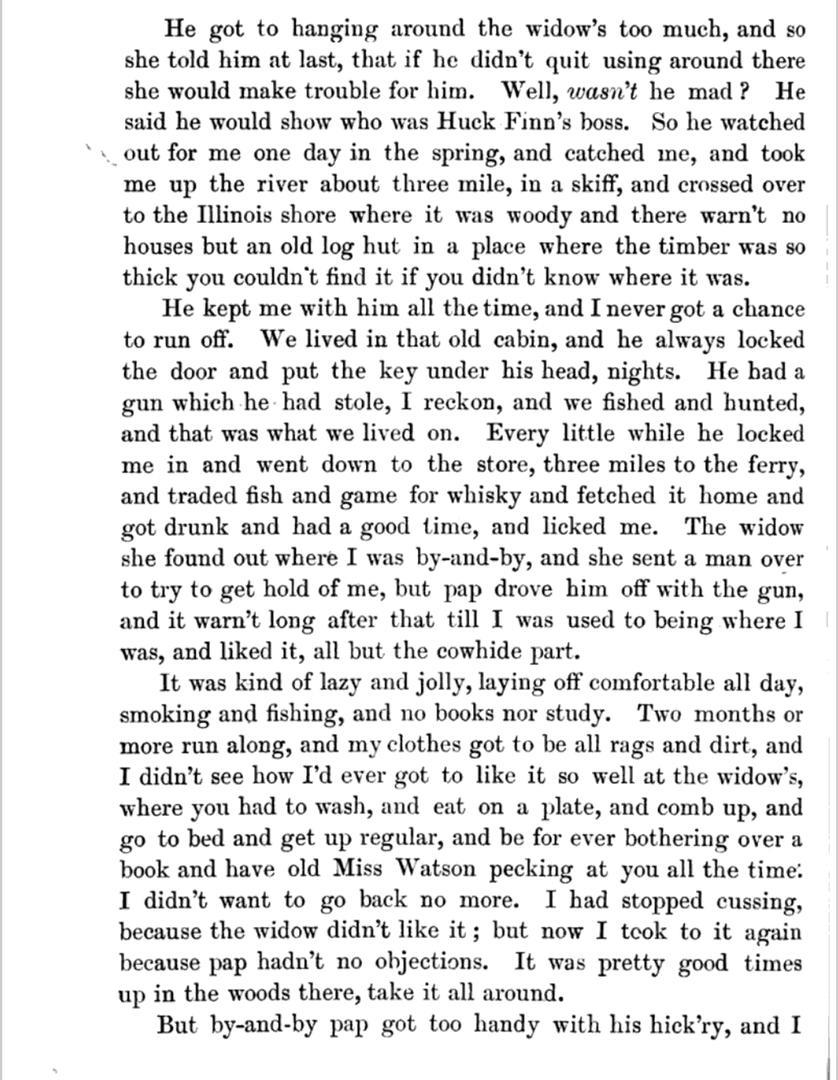 He got to hanging around the widow's too much, and so
she told him at last, that if he didn't quit using around there
she would make trouble for him. Well, wasn't he mad? He
said he would show who was Huck Finn's boss. So he watched
out for me one day in the spring, and catched me, and took
me up the river about three mile, in a skiff, and crossed over
to the Illinois shore where it was woody and there warn't no
houses but an old log hut in a place where the timber was so
thick you couldn't find it if you didn't know where it was.
He kept me with him all the time, and I never got a chance
to run off. We lived in that old cabin, and he always locked
the door and put the key under his head, nights. He had a
gun which he had stole, I reckon, and we fished and hunted,
and that was what we lived on. Every little while he locked
me in and went down to the store, three miles to the ferry,
and traded fish and game for whisky and fetched it home and
got drunk and had a good time, and licked me. The widow
she found out where I was by-and-by, and she sent a man over
to try to get hold of me, but pap drove him off with the gun,
and it warn't long after that till I was used to being where I
was, and liked it, all but the cowhide part.
It was kind of lazy and jolly, laying off comfortable all day,
smoking and fishing, and no books nor study. Two months or
more run along, and my clothes got to be all rags and dirt, and
I didn't see how I'd ever got to like it so well at the widow's,
where you had to wash, and eat on a plate, and comb up, and
go to bed and get up regular, and be for ever bothering over a
book and have old Miss Watson pecking at you all the time.
I didn't want to go back no more. I had stopped cussing,
because the widow didn't like it; but now I took to it again
because pap hadn't no objections. It was pretty good times
up in the woods there, take it all around.
But by-and-by pap got too handy with his hick'ry, and I